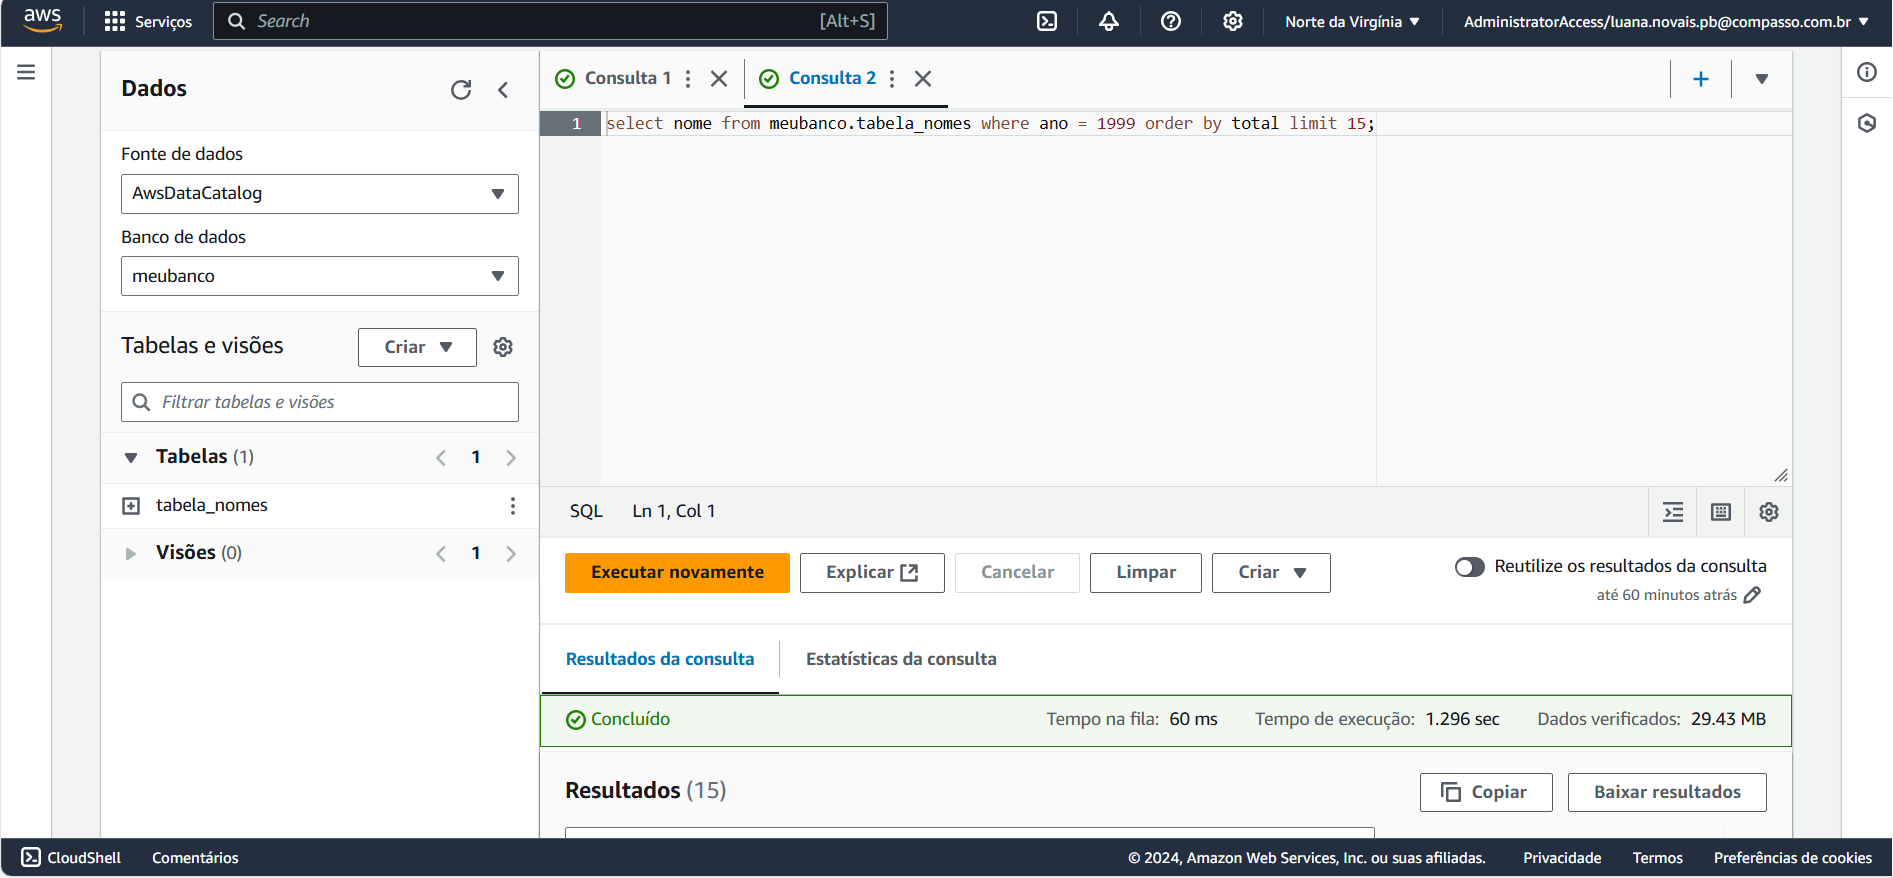 aws Serviços Search [Alt+S] Norte da Virgínia AdministratorAccess/luana.novais.pb@compasso.com.br
Dados
Fonte de dados
AwsDataCatalog
Banco de dados
meubanco
Tabelas e visões Criar
Filtrar tabelas e visões
Tabelas (1) 1
tabela_nomes
Visões (0) 1
Consulta 1 Consulta 2
1 select nome from meubanco.tabela_nomes where ano = 1999 order by total limit 15;
SQL Ln 1, Col 1
Executar novamente Explicar Cancelar Limpar Criar Reutilize os resultados da consulta
até 60 minutos atrás
Resultados da consulta Estatísticas da consulta
Concluído Tempo na fila: 60 ms Tempo de execução: 1.296 sec Dados verificados: 29.43 MB
Resultados (15) Copiar Baixar resultados
CloudShell Comentários © 2024, Amazon Web Services, Inc. ou suas afiliadas. Privacidade Termos Preferências de cookies